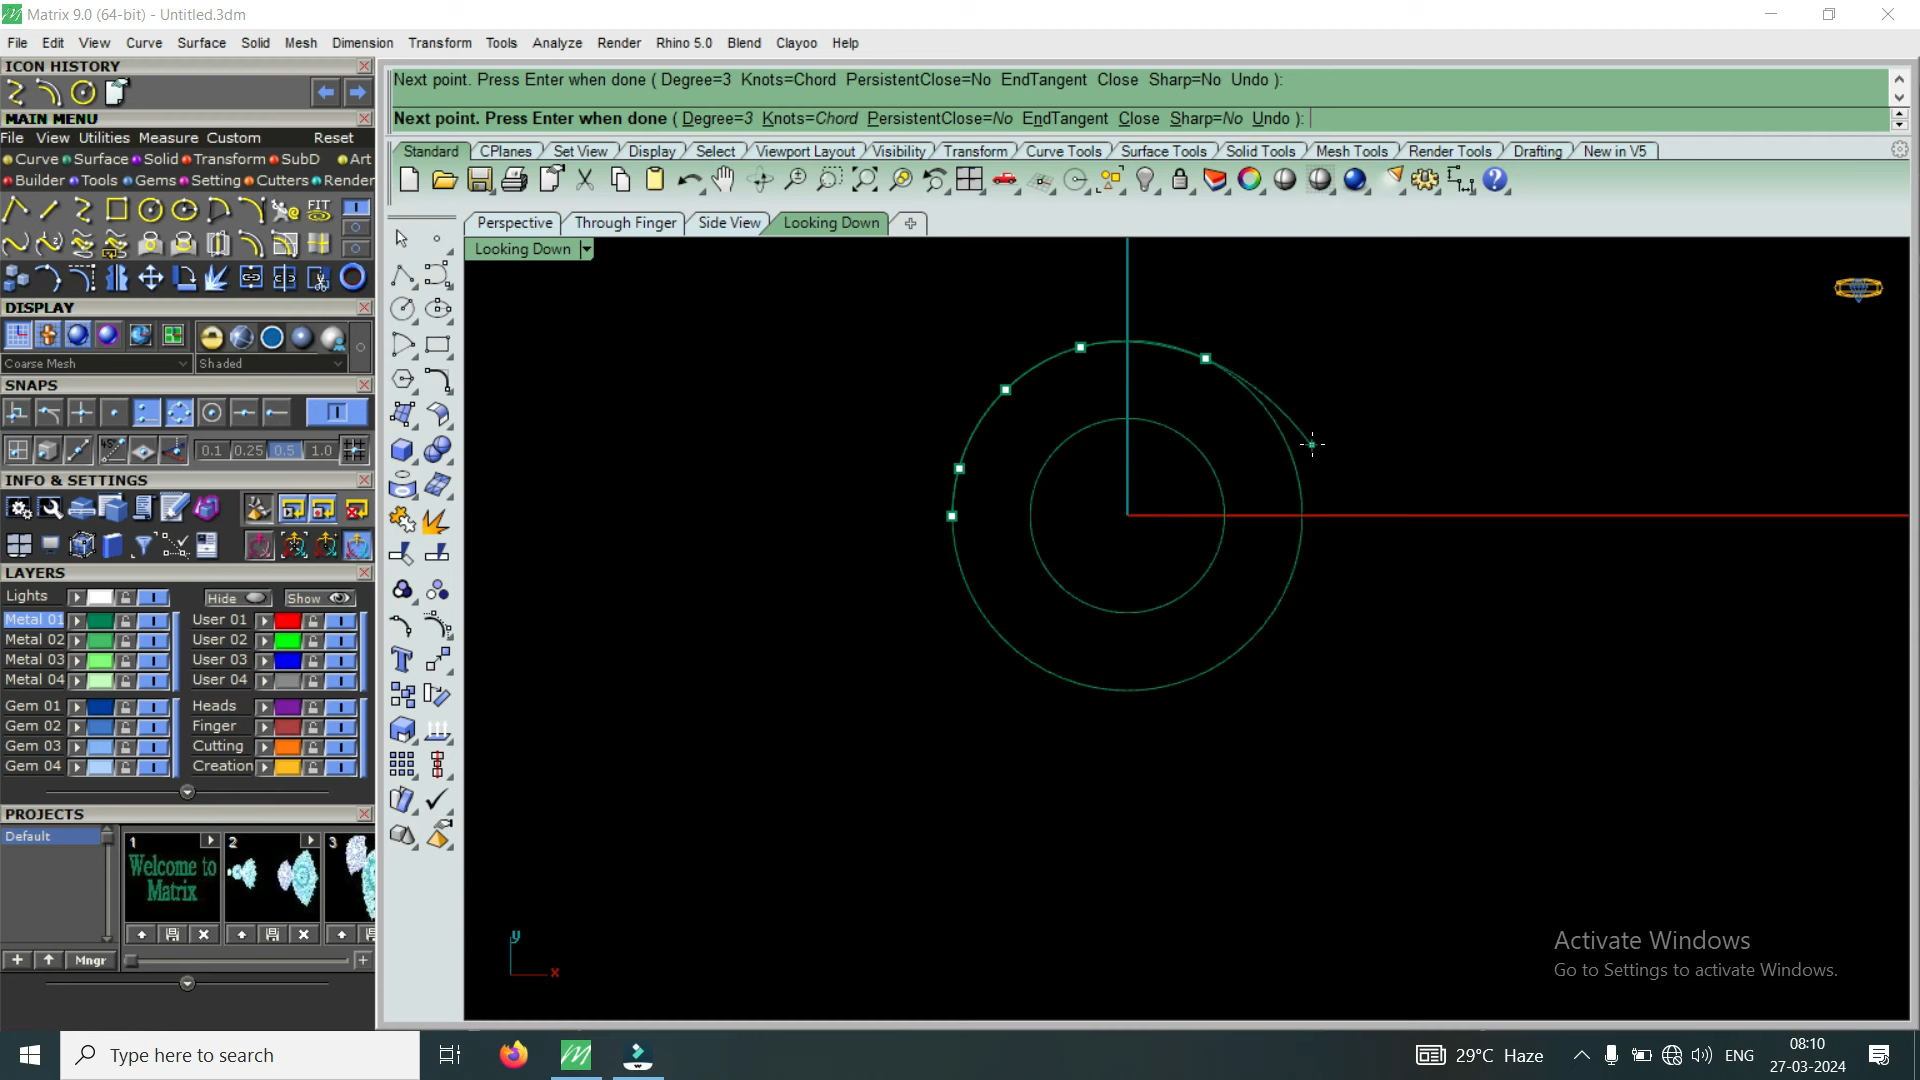 Matrix 9.0 (64-bit) - Untitled.3dm
File Edit View Curve Surface Solid Mesh Dimension Transform Tools Analyze Render Rhino 5.0 Blend Clayoo Help
ICON HISTORY
MAIN MENU
File View Utilities Measure Custom Reset
Curve Surface Solid Transform SubD Art
Builder Tools Gems Setting Cutters Render
FIT
DISPLAY
Coarse Mesh Shaded
SNAPS
0.1 0.25 0.5 1.0
INFO & SETTINGS
LAYERS
Lights Hide Show
Metal 01 User 01
Metal 02 User 02
Metal 03 User 03
Metal 04 User 04
Gem 01 Heads
Gem 02 Finger
Gem 03 Cutting
Gem 04 Creation
PROJECTS
Default
1 2 3
Welcome to
Matrix
Mngr
Next point. Press Enter when done ( Degree=3 Knots=Chord PersistentClose=No EndTangent Close Sharp=No Undo ):
Next point. Press Enter when done ( Degree=3 Knots=Chord PersistentClose=No EndTangent Close Sharp=No Undo ):
Standard CPlanes Set View Display Select Viewport Layout Visibility Transform Curve Tools Surface Tools Solid Tools Mesh Tools Render Tools Drafting New in V5
Perspective Through Finger Side View Looking Down
Looking Down
y
x
Activate Windows
Go to Settings to activate Windows.
Type here to search
29°C Haze
ENG
08:10
27-03-2024